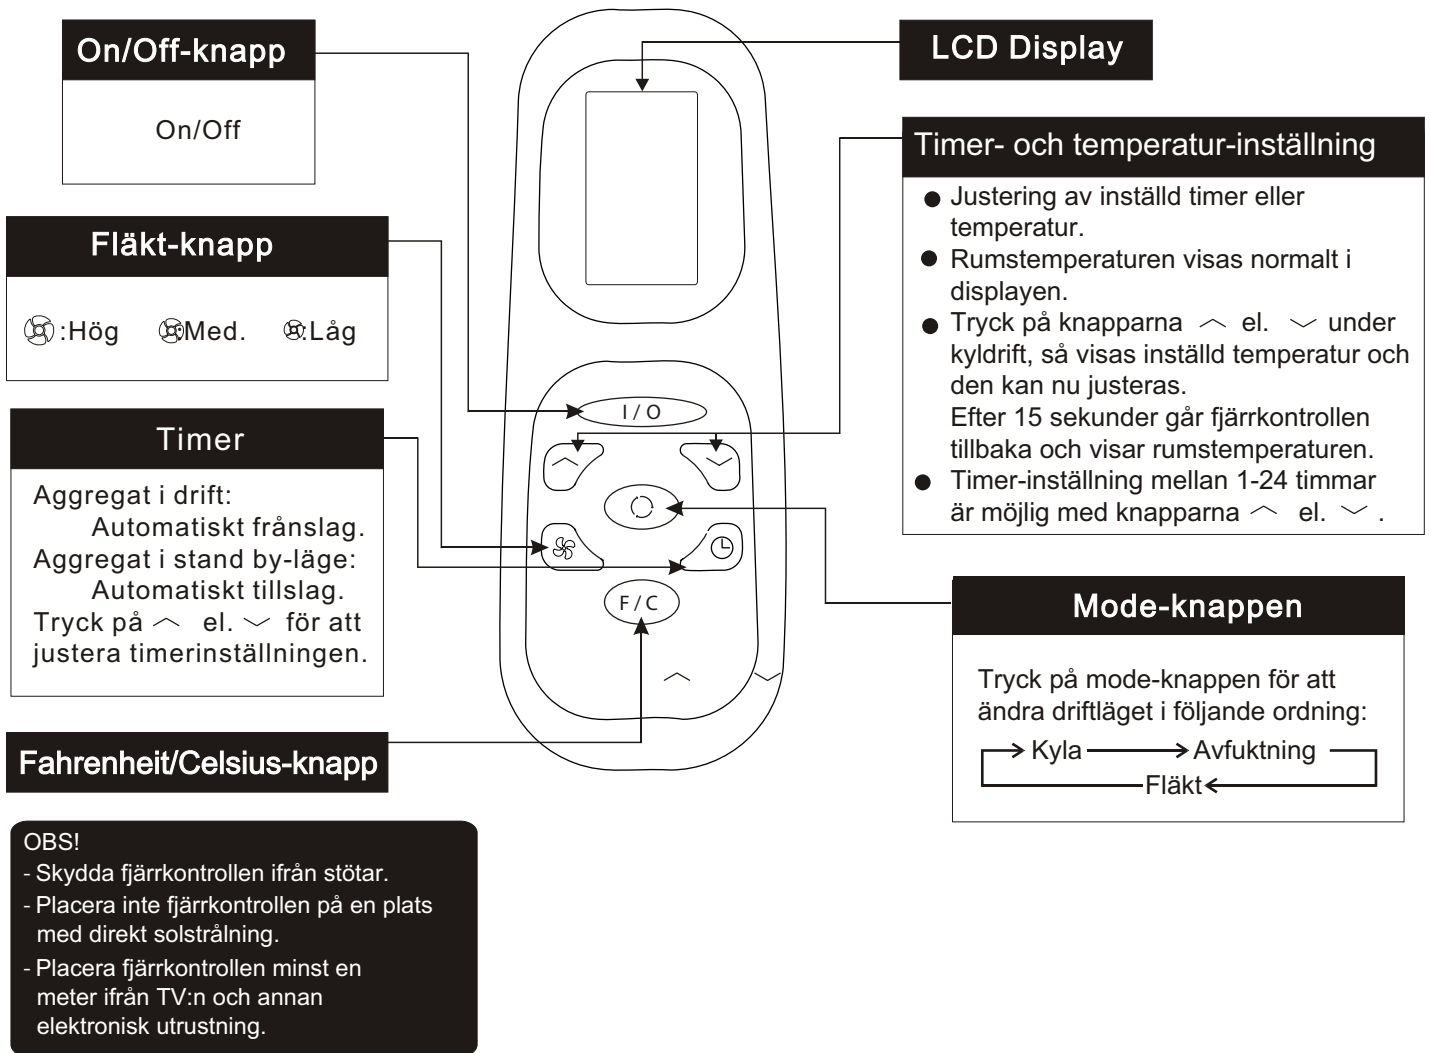 On/Off-knapp
On/Off
Fläkt-knapp
:Hög Med. :Låg
Timer
Aggregat i drift:
Automatiskt frånslag.
Aggregat i stand by-läge:
Automatiskt tillslag.
Tryck på ︿ el. ﹀ för att
justera timerinställningen.
Fahrenheit/Celsius-knapp
OBS!
- Skydda fjärrkontrollen ifrån stötar.
- Placera inte fjärrkontrollen på en plats
med direkt solstrålning.
- Placera fjärrkontrollen minst en
meter ifrån TV:n och annan
elektronisk utrustning.
I / O
F / C
LCD Display
Timer- och temperatur-inställning
● Justering av inställd timer eller
temperatur.
● Rumstemperaturen visas normalt i
displayen.
● Tryck på knapparna ︿ el. ﹀ under
kyldrift, så visas inställd temperatur och
den kan nu justeras.
Efter 15 sekunder går fjärrkontrollen
tillbaka och visar rumstemperaturen.
● Timer-inställning mellan 1-24 timmar
är möjlig med knapparna ︿ el. ﹀ .
Mode-knappen
Tryck på mode-knappen för att
ändra driftläget i följande ordning:
Kyla Avfuktning
Fläkt